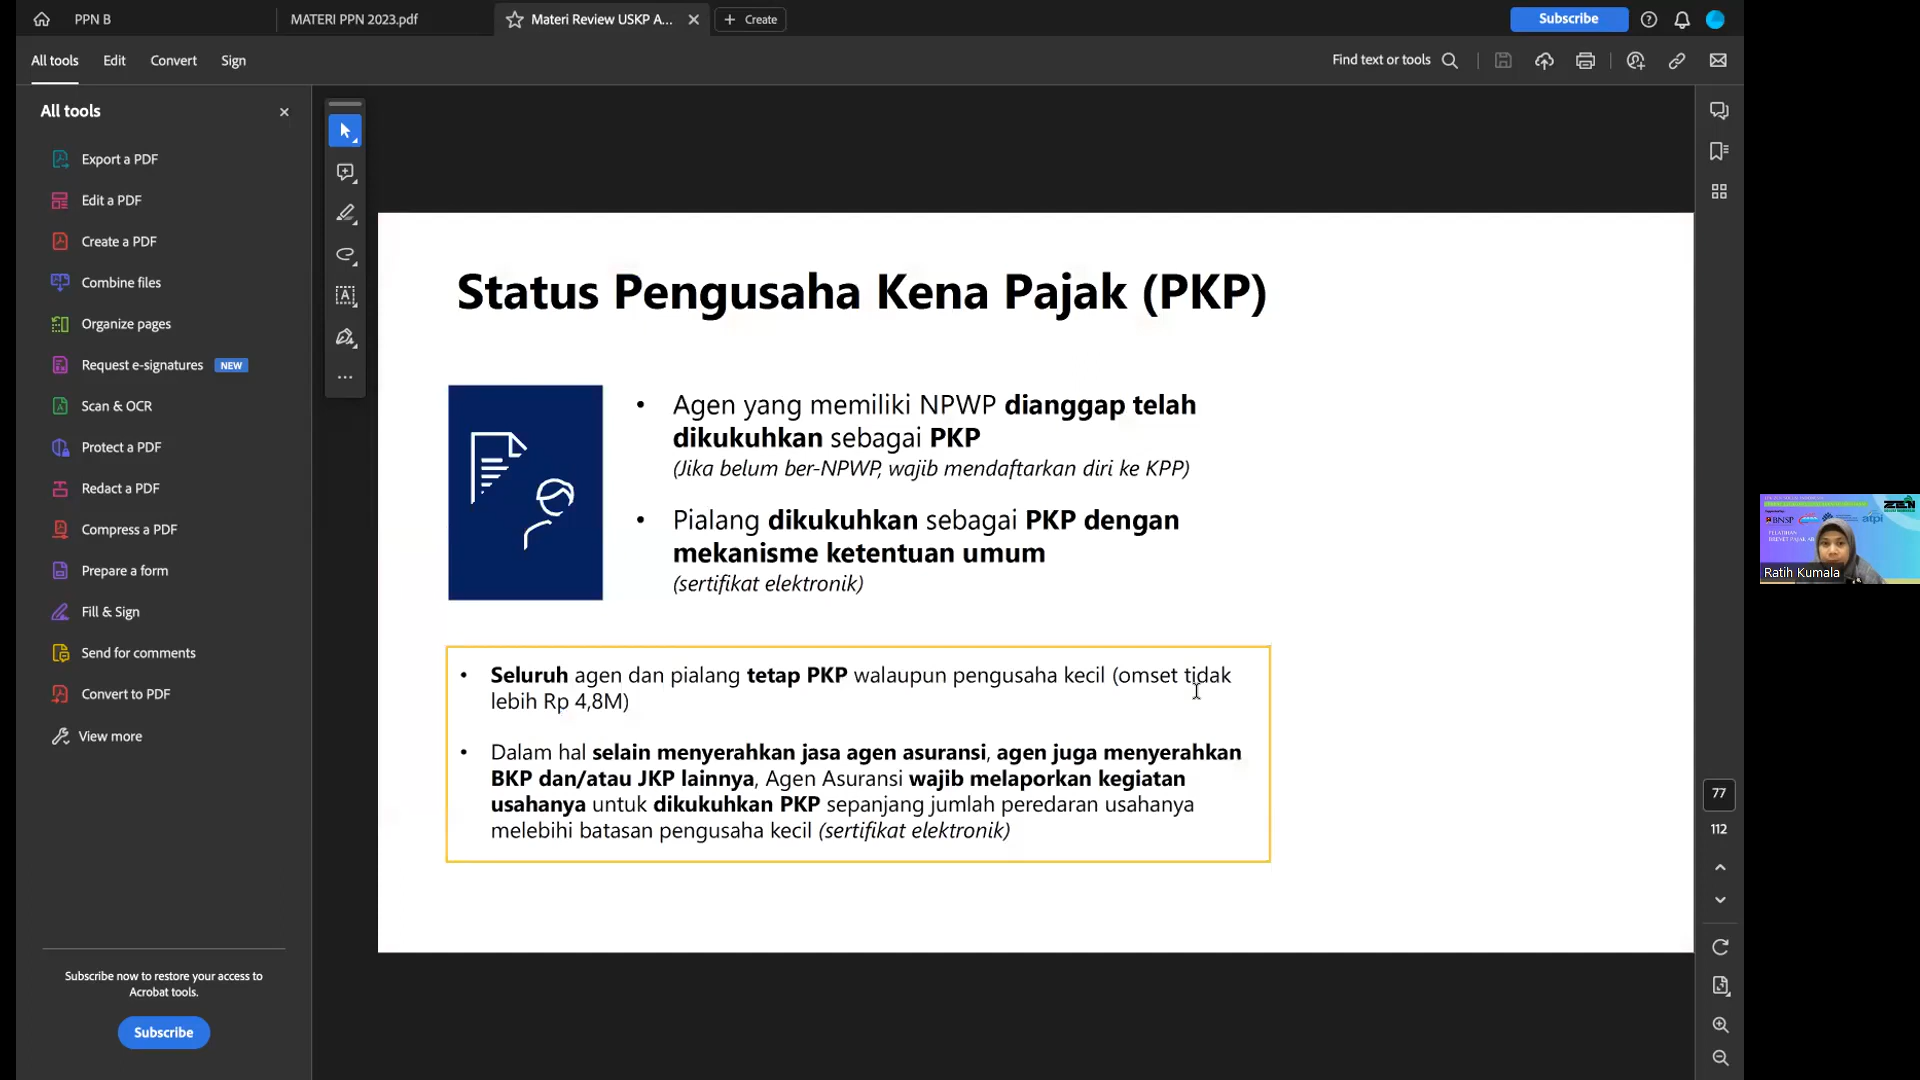 PPN B
MATERI PPN 2023.pdf
Materi Review USKP A...
Create
Subscribe
All tools
Edit
Convert
Sign
Find text or tools
All tools
Export a PDF
Edit a PDF
Create a PDF
Combine files
Organize pages
Request e-signatures NEW
Scan & OCR
Protect a PDF
Redact a PDF
Compress a PDF
Prepare a form
Fill & Sign
Send for comments
Convert to PDF
View more
Subscribe now to restore your access to
Acrobat tools.
Subscribe
Status Pengusaha Kena Pajak (PKP)
• Agen yang memiliki NPWP dianggap telah
dikukuhkan sebagai PKP
(Jika belum ber-NPWP, wajib mendaftarkan diri ke KPP)
• Pialang dikukuhkan sebagai PKP dengan
mekanisme ketentuan umum
(sertifikat elektronik)
• Seluruh agen dan pialang tetap PKP walaupun pengusaha kecil (omset tidak
lebih Rp 4,8M)
• Dalam hal selain menyerahkan jasa agen asuransi, agen juga menyerahkan
BKP dan/atau JKP lainnya, Agen Asuransi wajib melaporkan kegiatan
usahanya untuk dikukuhkan PKP sepanjang jumlah peredaran usahanya
melebihi batasan pengusaha kecil (sertifikat elektronik)
77
112
ZEN
BNSP
atpi
PELATIHAN
BREVET PAJAK AB
Ratih Kumala